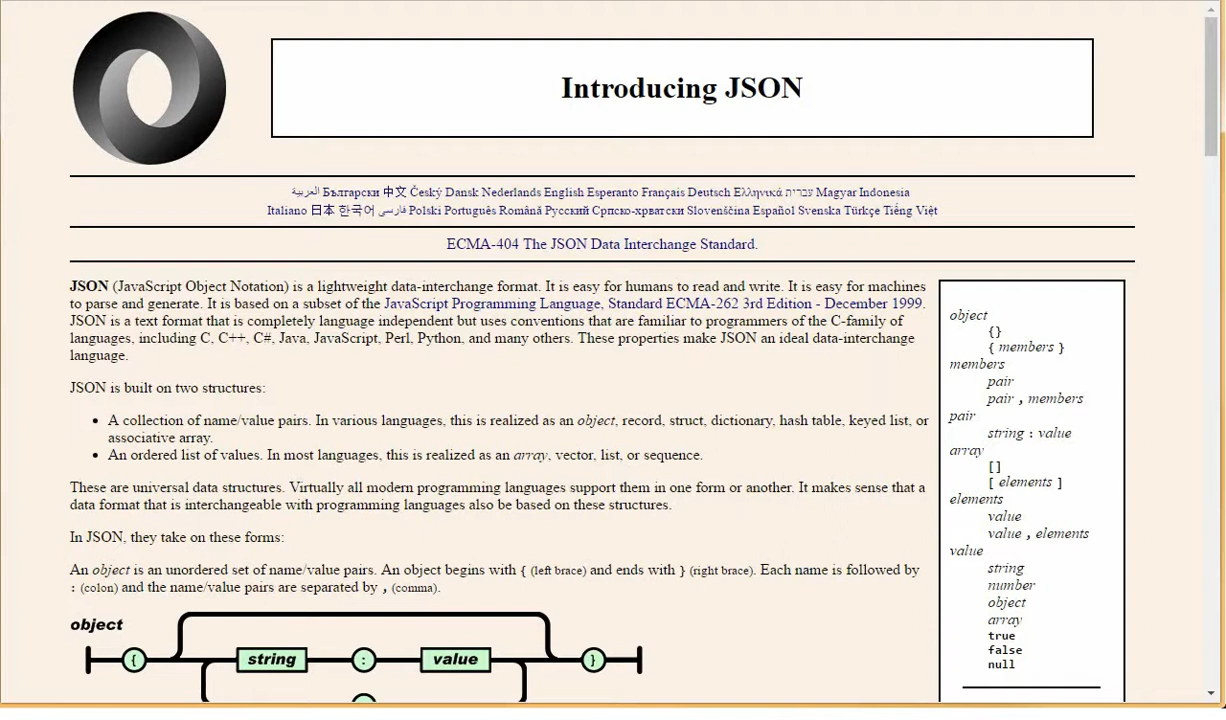 Introducing JSON
العربية Български 中文 Český Dansk Nederlands English Esperanto Français Deutsch Ελληνικά עברית Magyar Indonesia
Italiano 日本 한국어 فارسی Polski Português Română Русский Српско-хрватски Slovenščina Español Svenska Türkçe Tiếng Việt
ECMA-404 The JSON Data Interchange Standard.
JSON (JavaScript Object Notation) is a lightweight data-interchange format. It is easy for humans to read and write. It is easy for machines
to parse and generate. It is based on a subset of the JavaScript Programming Language, Standard ECMA-262 3rd Edition - December 1999.
JSON is a text format that is completely language independent but uses conventions that are familiar to programmers of the C-family of
languages, including C, C++, C#, Java, JavaScript, Perl, Python, and many others. These properties make JSON an ideal data-interchange
language.
JSON is built on two structures:
• A collection of name/value pairs. In various languages, this is realized as an object, record, struct, dictionary, hash table, keyed list, or
associative array.
• An ordered list of values. In most languages, this is realized as an array, vector, list, or sequence.
These are universal data structures. Virtually all modern programming languages support them in one form or another. It makes sense that a
data format that is interchangeable with programming languages also be based on these structures.
In JSON, they take on these forms:
An object is an unordered set of name/value pairs. An object begins with { (left brace) and ends with } (right brace). Each name is followed by
: (colon) and the name/value pairs are separated by , (comma).
object
{ string : value }
object
{}
{ members }
members
pair
pair , members
pair
string : value
array
[]
[ elements ]
elements
value
value , elements
value
string
number
object
array
true
false
null